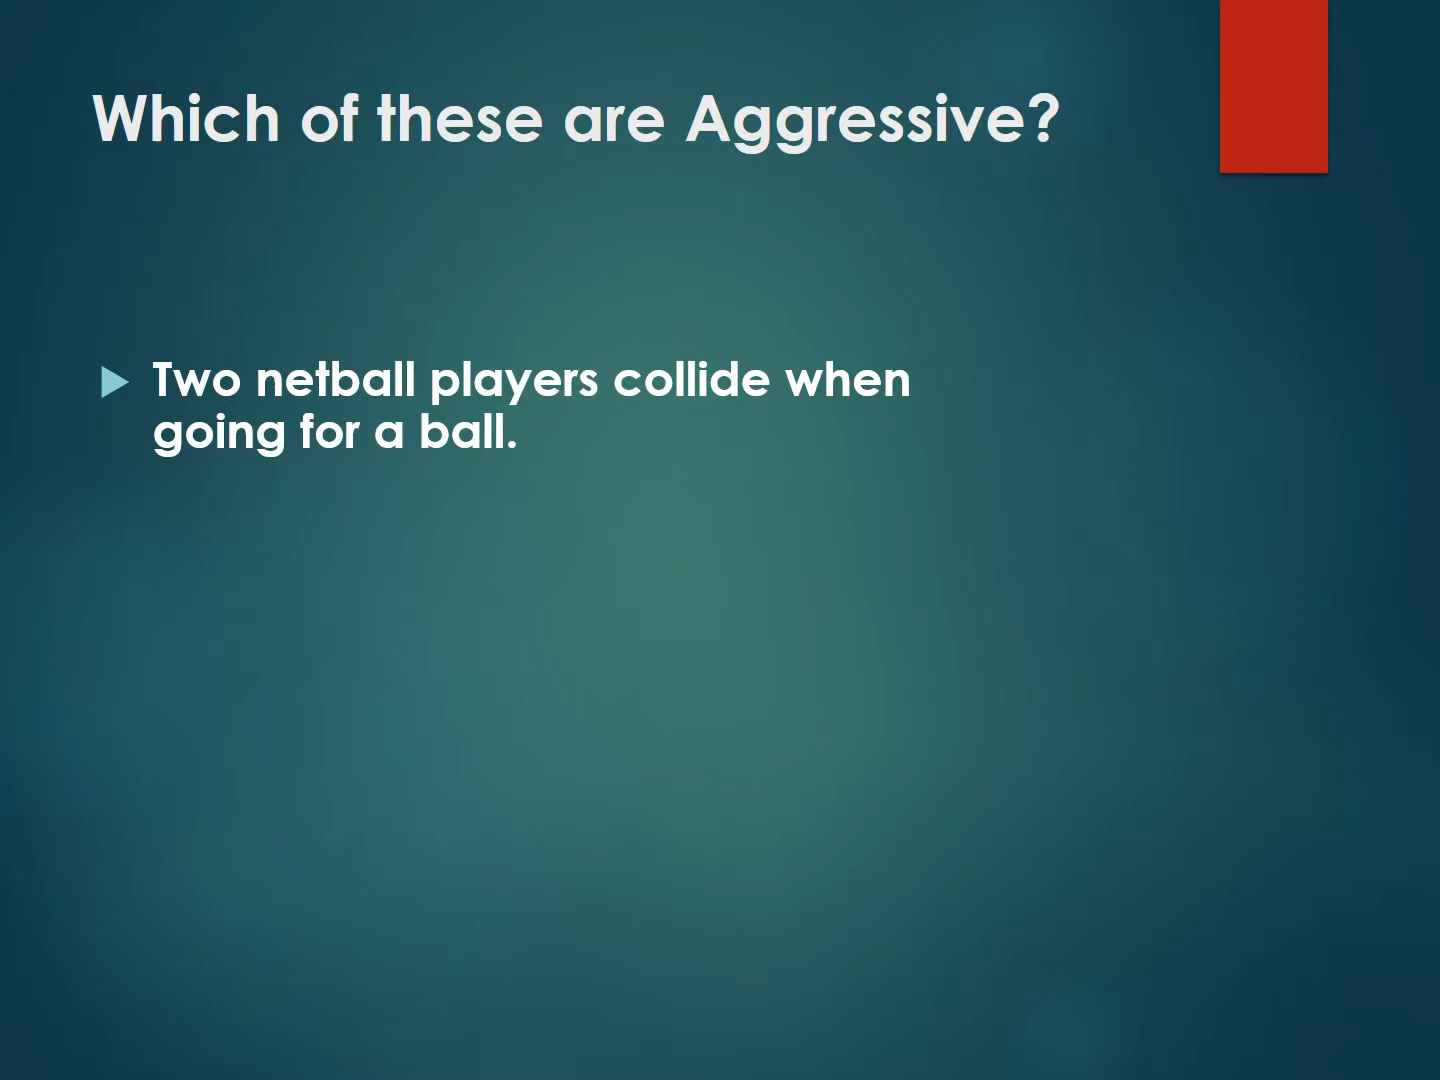 Which of these are Aggressive?
Two netball players collide when
going for a ball.